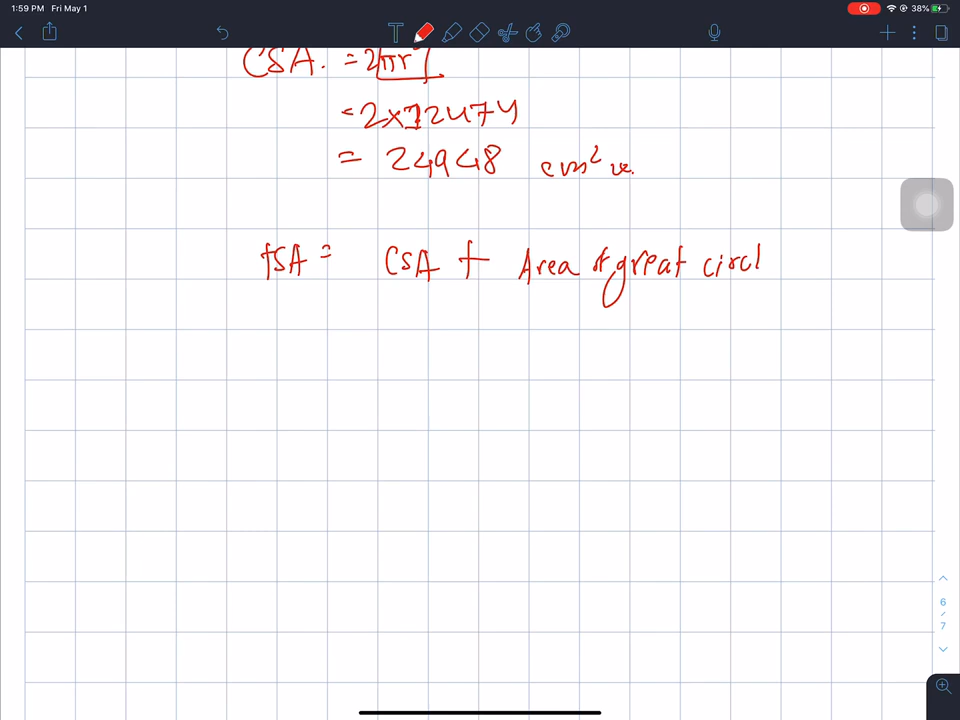 1:59 PM Fri May 1
38%
T
CSA. = 2πr²
= 2×12474
= 24948 cm²
TSA = CSA + Area of great circl
6
/
7